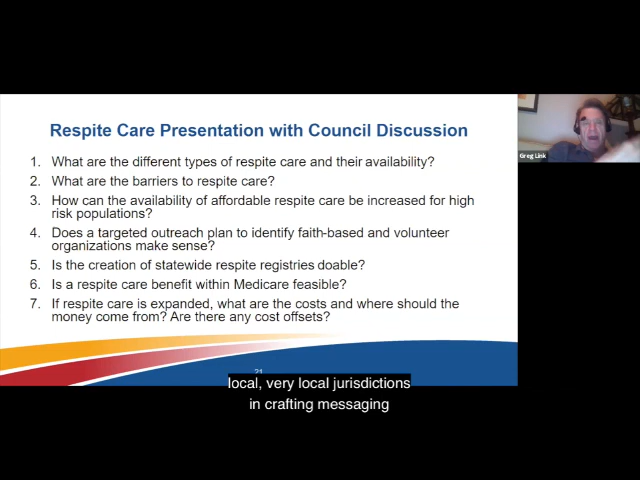 Respite Care Presentation with Council Discussion
1. What are the different types of respite care and their availability?
2. What are the barriers to respite care?
3. How can the availability of affordable respite care be increased for high
risk populations?
4. Does a targeted outreach plan to identify faith-based and volunteer
organizations make sense?
5. Is the creation of statewide respite registries doable?
6. Is a respite care benefit within Medicare feasible?
7. If respite care is expanded, what are the costs and where should the
money come from? Are there any cost offsets?
Greg Link
21
local, very local jurisdictions
in crafting messaging